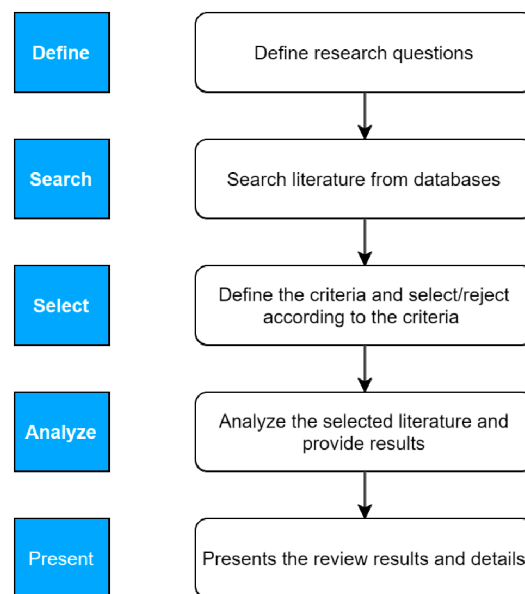 Define
Define research questions
Search
Search literature from databases
Select
Define the criteria and select/reject
according to the criteria
Analyze
Analyze the selected literature and
provide results
Present
Presents the review results and details